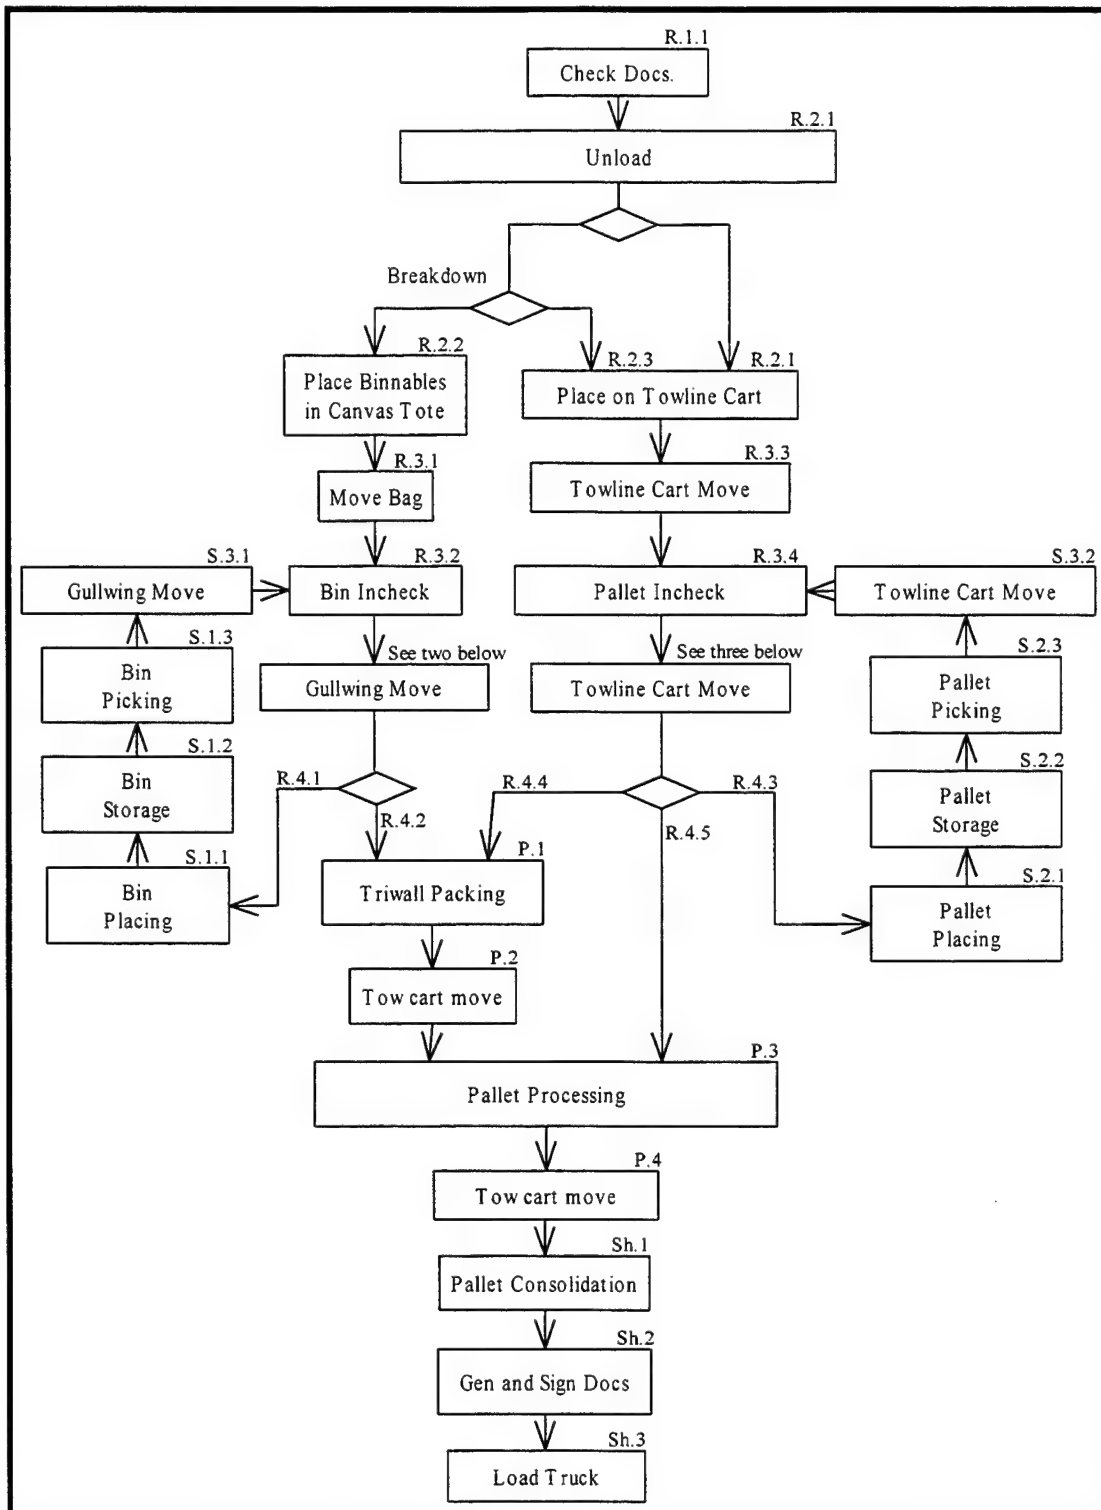 R.1.1
Check Docs.
R.2.1
Unload
Breakdown
R.2.2
R.2.3
R.2.1
Place Binnables
in Canvas Tote
Place on Towline Cart
R.3.1
R.3.3
Move Bag
Towline Cart Move
S.3.1
R.3.2
R.3.4
S.3.2
Gullwing Move
Bin Incheck
Pallet Incheck
Towline Cart Move
S.1.3
See two below
See three below
S.2.3
Bin
Picking
Gullwing Move
Towline Cart Move
Pallet
Picking
S.1.2
R.4.1
R.4.4
R.4.3
S.2.2
Bin
Storage
R.4.2
R.4.5
Pallet
Storage
S.1.1
P.1
S.2.1
Bin
Placing
Triwall Packing
Pallet
Placing
P.2
Tow cart move
P.3
Pallet Processing
P.4
Tow cart move
Sh.1
Pallet Consolidation
Sh.2
Gen and Sign Docs
Sh.3
Load Truck